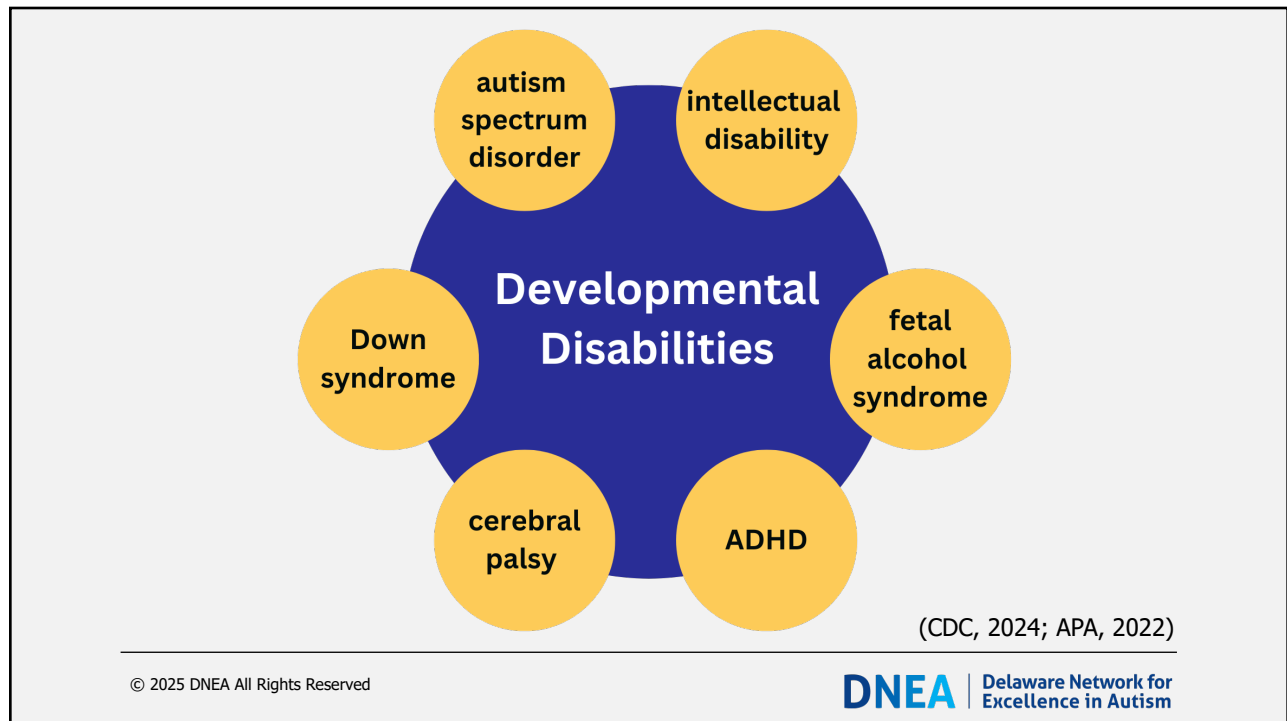 autism
spectrum
disorder
intellectual
disability
Developmental
Disabilities
Down
syndrome
fetal
alcohol
syndrome
cerebral
palsy
ADHD
(CDC, 2024; APA, 2022)
© 2025 DNEA All Rights Reserved
DNEA | Delaware Network for
Excellence in Autism